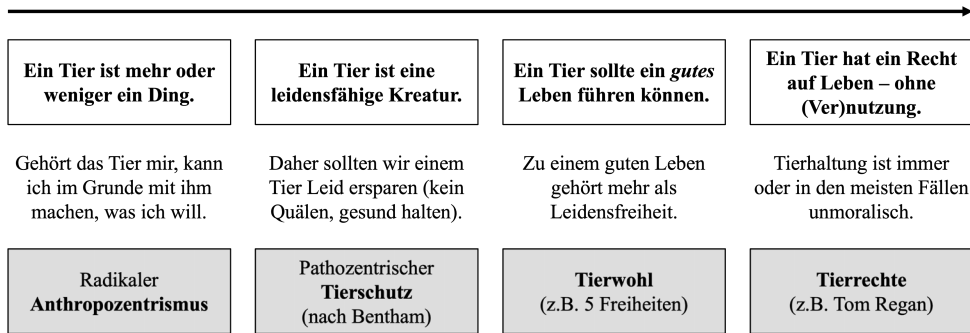 Ein Tier ist mehr oder
weniger ein Ding.
Ein Tier ist eine
leidensfähige Kreatur.
Ein Tier sollte ein gutes
Leben führen können.
Ein Tier hat ein Recht
auf Leben – ohne
(Ver)nutzung.
Gehört das Tier mir, kann
ich im Grunde mit ihm
machen, was ich will.
Daher sollten wir einem
Tier Leid ersparen (kein
Quälen, gesund halten).
Zu einem guten Leben
gehört mehr als
Leidensfreiheit.
Tierhaltung ist immer
oder in den meisten Fällen
unmoralisch.
Radikaler
Anthropozentrismus
Pathozentrischer
Tierschutz
(nach Bentham)
Tierwohl
(z.B. 5 Freiheiten)
Tierrechte
(z.B. Tom Regan)